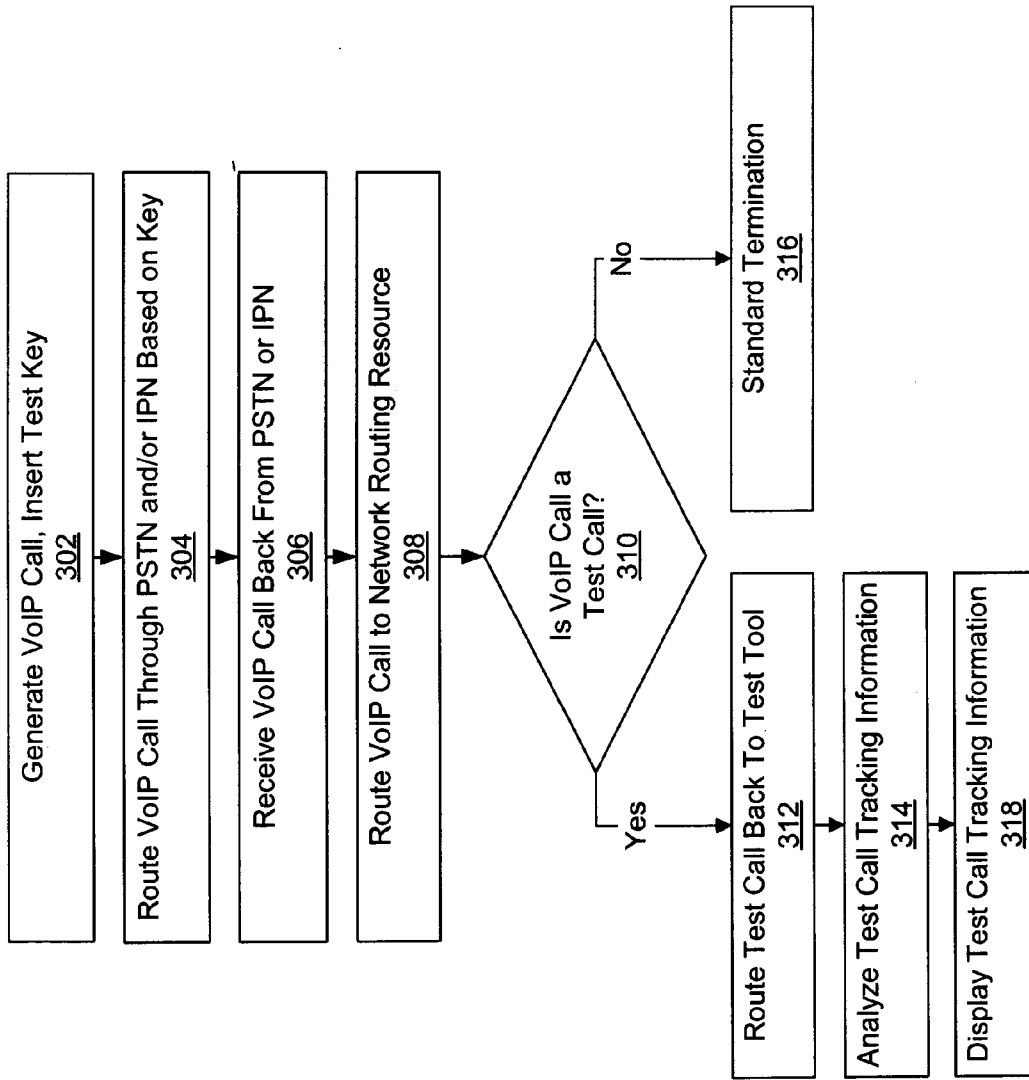 Generate VoIP Call, Insert Test Key
302
Route VoIP Call Through PSTN and/or IPN Based on Key
304
Receive VoIP Call Back From PSTN or IPN
306
Route VoIP Call to Network Routing Resource
308
Is VoIP Call a
Test Call?
310
Yes
No
Route Test Call Back To Test Tool
312
Standard Termination
316
Analyze Test Call Tracking Information
314
Display Test Call Tracking Information
318